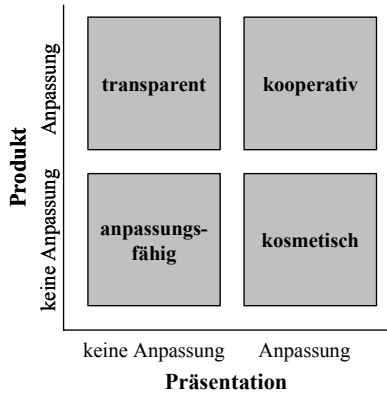 Produkt
Anpassung
keine Anpassung
transparent
kooperativ
anpassungs-
fähig
kosmetisch
keine Anpassung
Anpassung
Präsentation